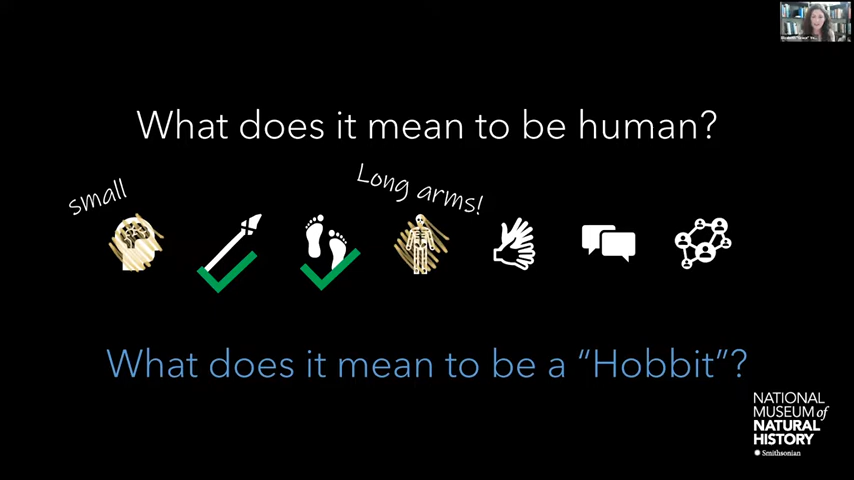 What does it mean to be human?
small
Long arms!
What does it mean to be a "Hobbit"?
NATIONAL
MUSEUM of
NATURAL
HISTORY
Smithsonian